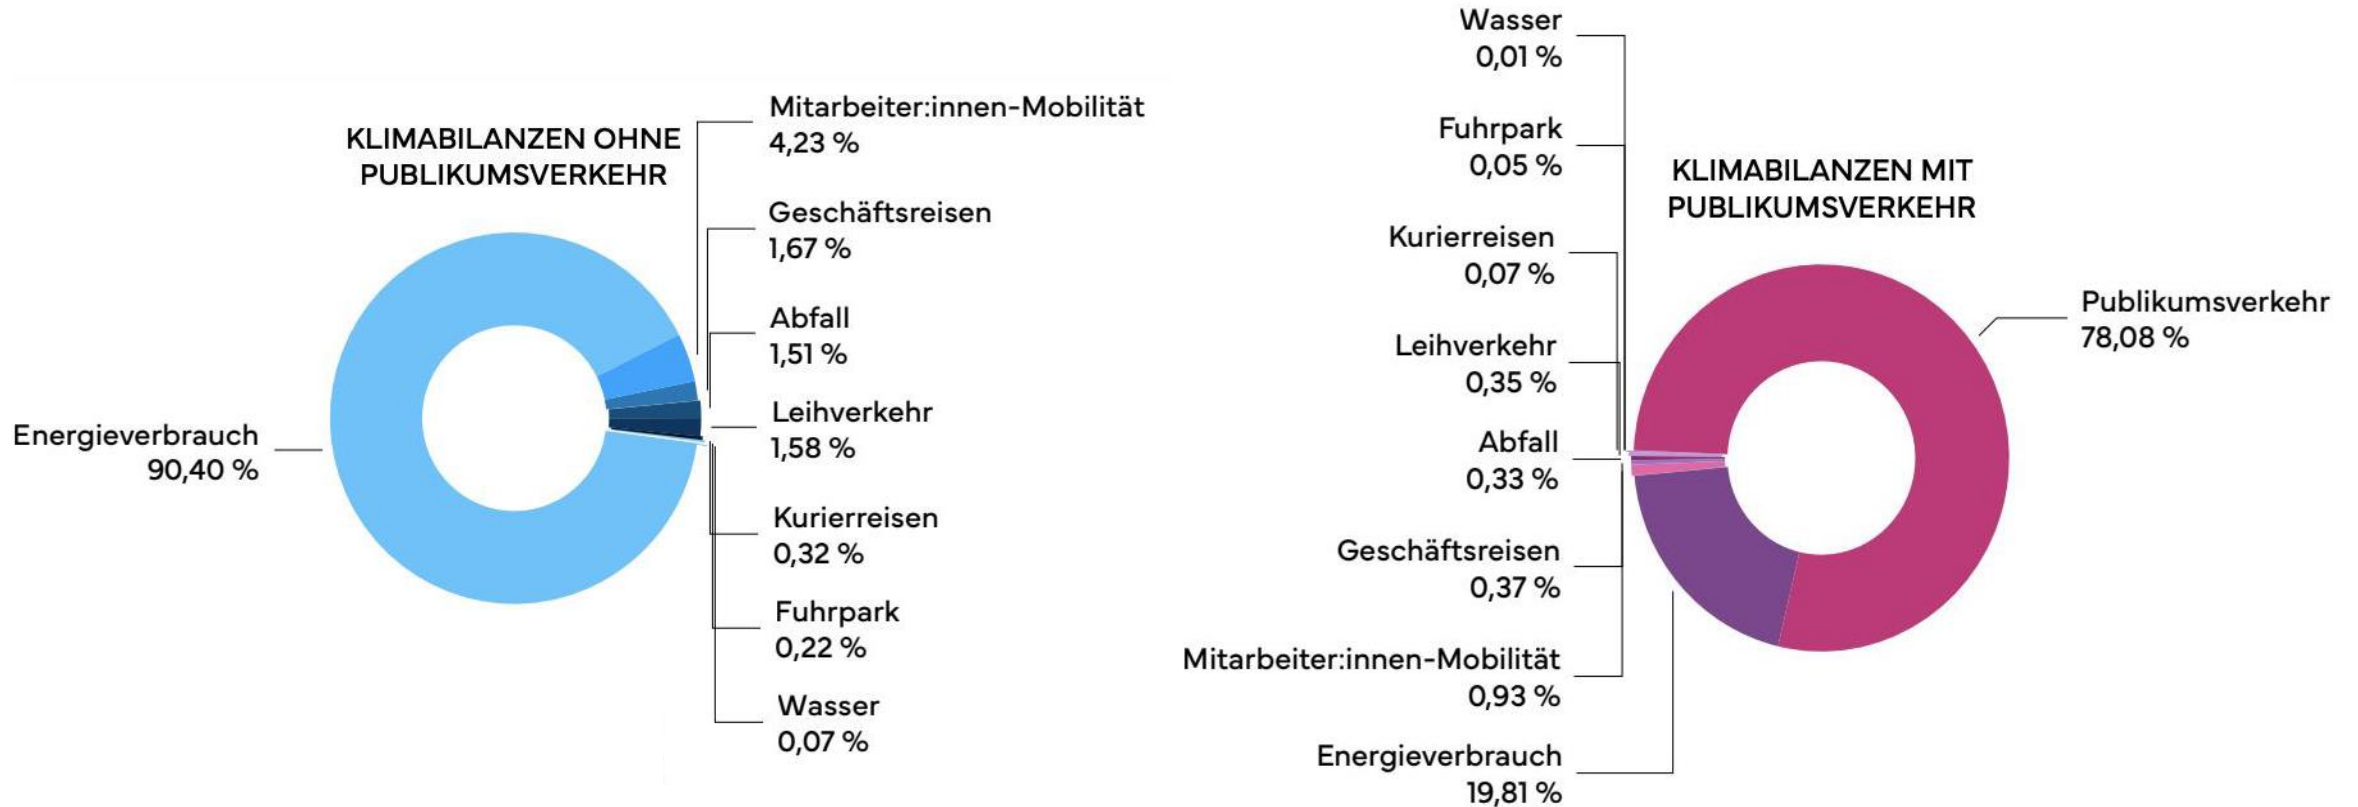 KLIMABILANZEN OHNE
PUBLIKUMSVERKEHR
Mitarbeiter:innen-Mobilität
4,23 %
Geschäftsreisen
1,67 %
Abfall
1,51 %
Leihverkehr
1,58 %
Kurierreisen
0,32 %
Fuhrpark
0,22 %
Wasser
0,07 %
Energieverbrauch
90,40 %
KLIMABILANZEN MIT
PUBLIKUMSVERKEHR
Wasser
0,01 %
Fuhrpark
0,05 %
Kurierreisen
0,07 %
Leihverkehr
0,35 %
Abfall
0,33 %
Geschäftsreisen
0,37 %
Mitarbeiter:innen-Mobilität
0,93 %
Energieverbrauch
19,81 %
Publikumsverkehr
78,08 %